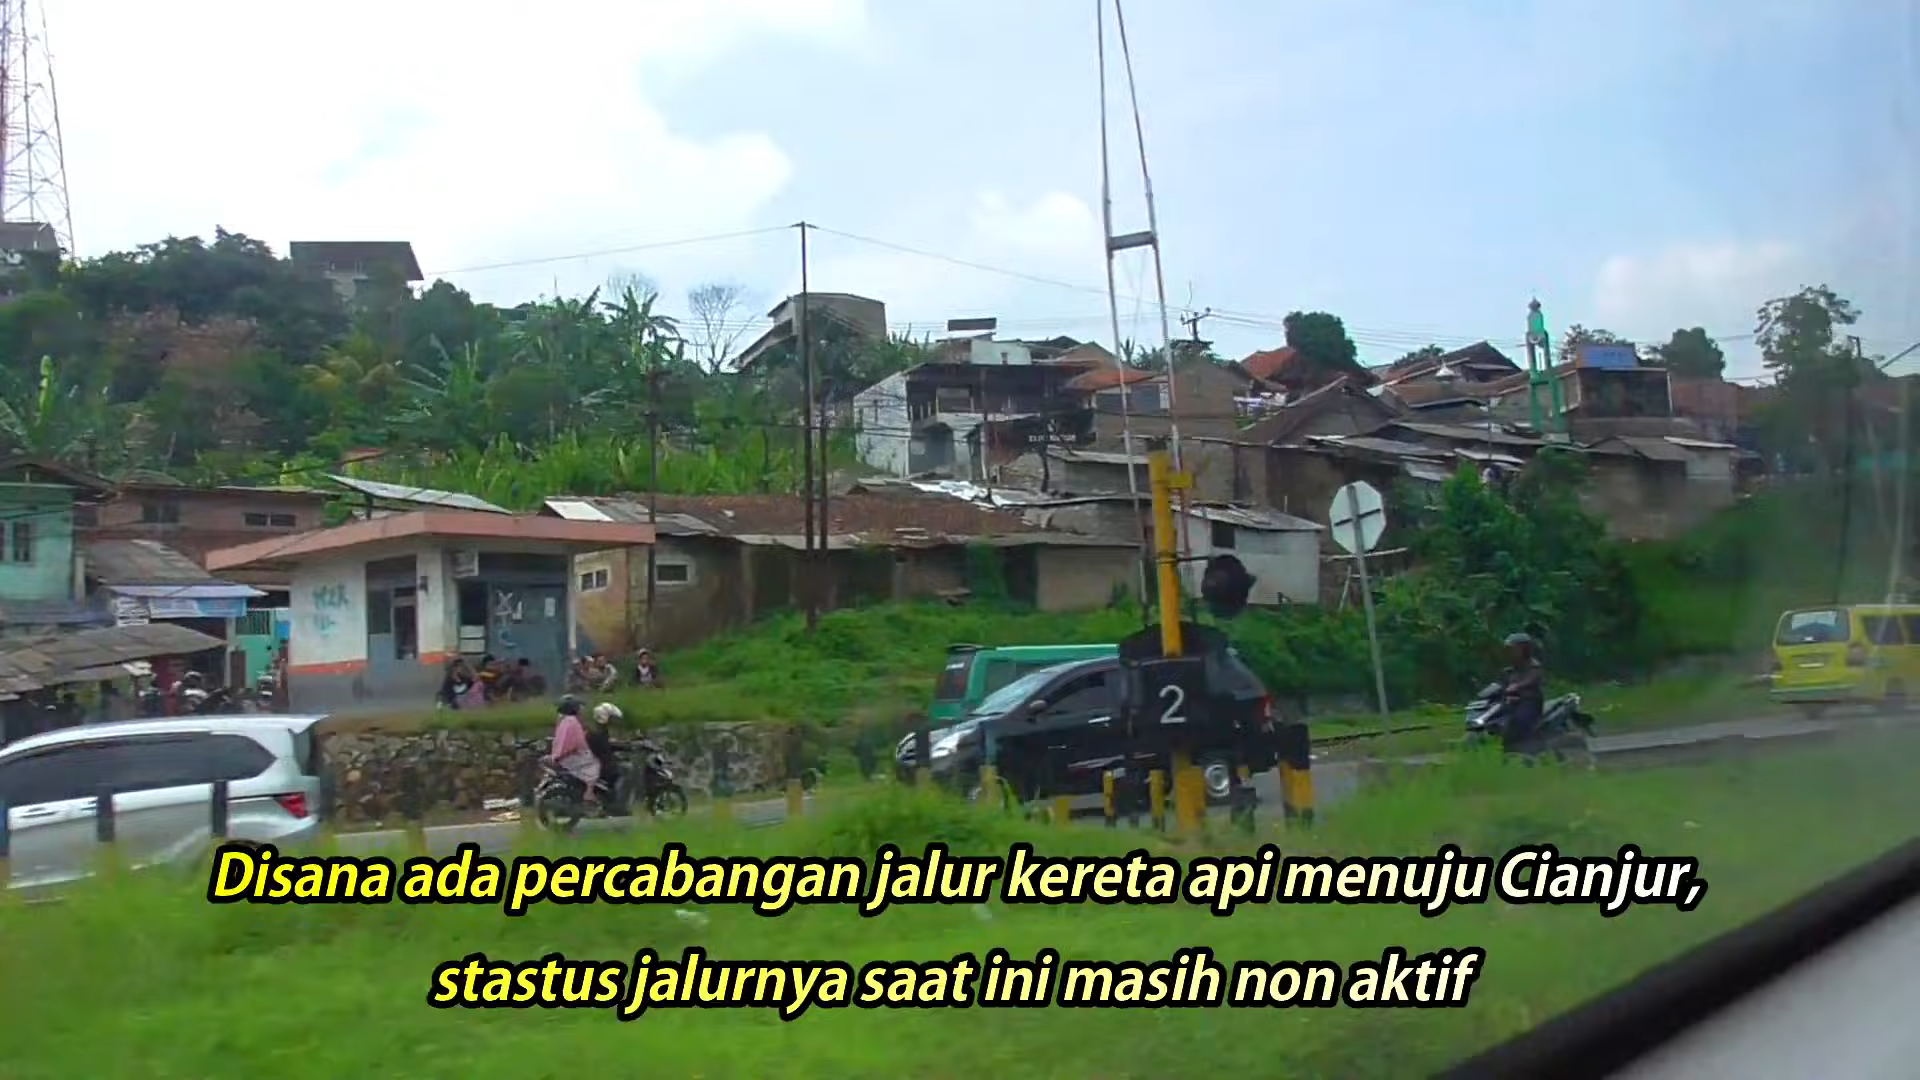 2
Disana ada percabangan jalur kereta api menuju Cianjur,
stastus jalurnya saat ini masih non aktif